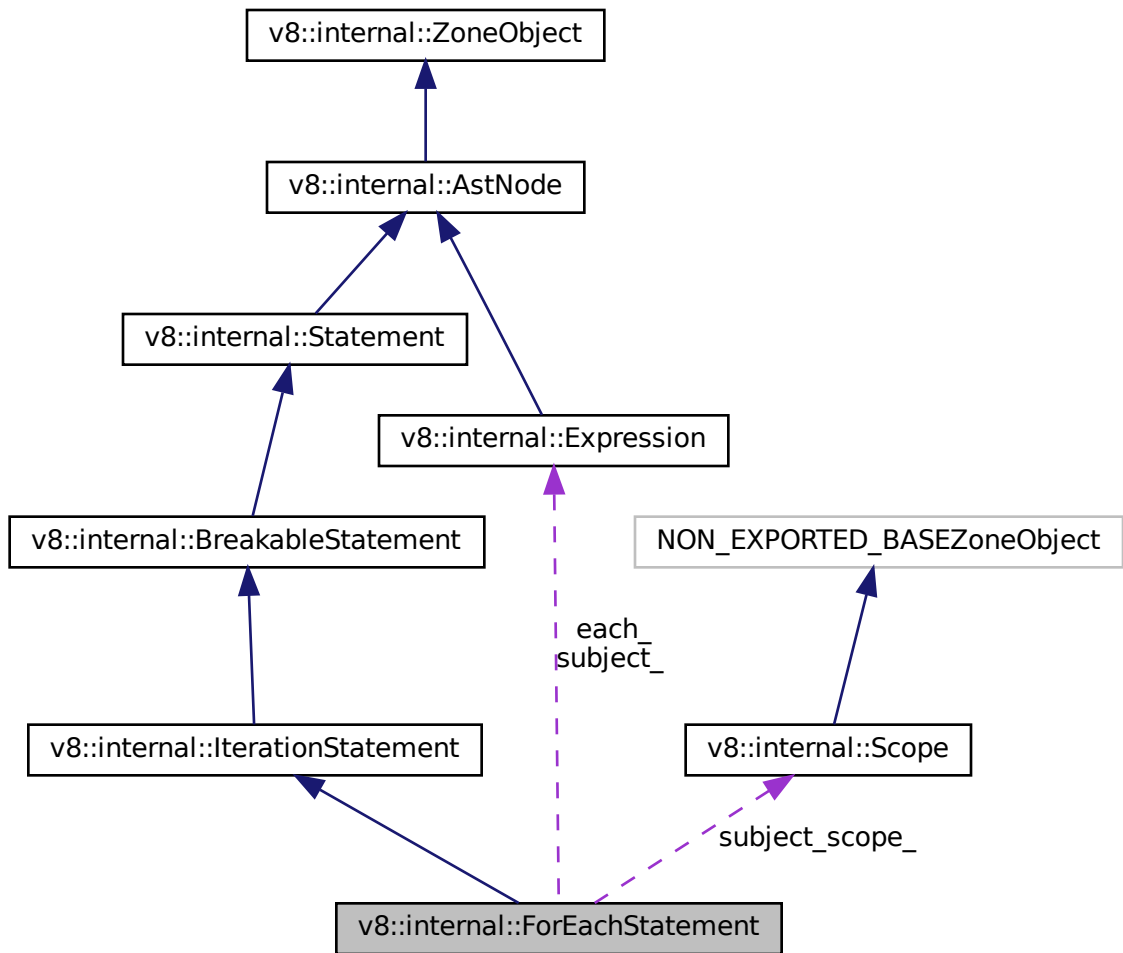 v8::internal::ZoneObject
v8::internal::AstNode
v8::internal::Statement
v8::internal::Expression
v8::internal::BreakableStatement
NON_EXPORTED_BASEZoneObject
each_
subject_
v8::internal::IterationStatement
v8::internal::Scope
subject_scope_
v8::internal::ForEachStatement